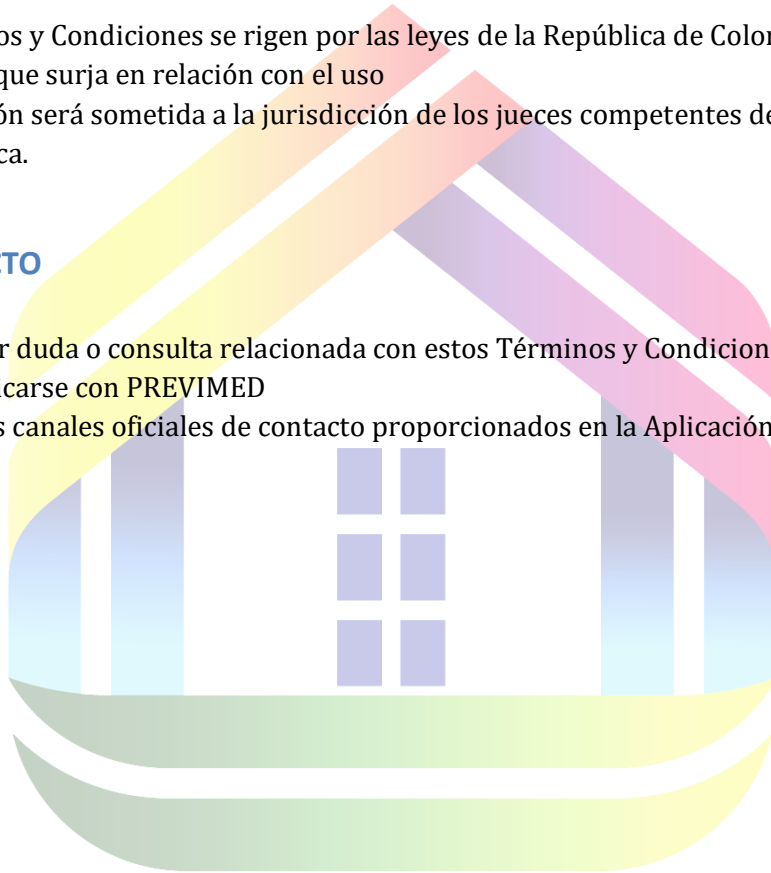 os y Condiciones se rigen por las leyes de la República de Color
que surja en relación con el uso
ón será sometida a la jurisdicción de los jueces competentes de
ca.
CTO
r duda o consulta relacionada con estos Términos y Condicion
icarse con PREVIMED
s canales oficiales de contacto proporcionados en la Aplicación